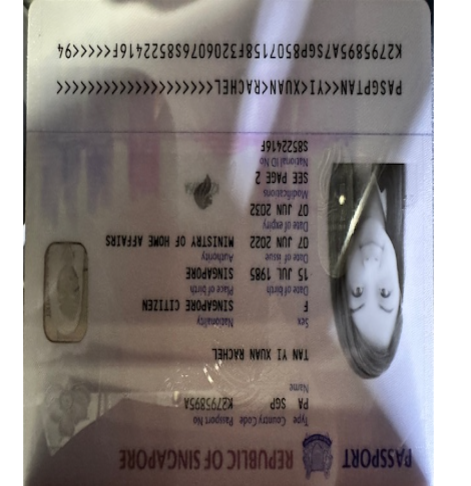 PASSPORT REPUBLIC OF SINGAPORE
Type Country Code Passport No
PA SGP K2795895A
Name
TAN YI XUAN RACHEL
Sex Nationality
F SINGAPORE CITIZEN
Date of birth Place of birth
15 JUL 1985 SINGAPORE
Date of issue Authority
07 JUN 2022 MINISTRY OF HOME AFFAIRS
Date of expiry
07 JUN 2032
Modifications
SEE PAGE 2
National ID No
S8522416F
PASGPTAN<<YI<XUAN<RACHEL<<<<<<<<<<<<<<<<<<<<
K2795895A7SGP8507158F3206076S8522416F<<<<<94